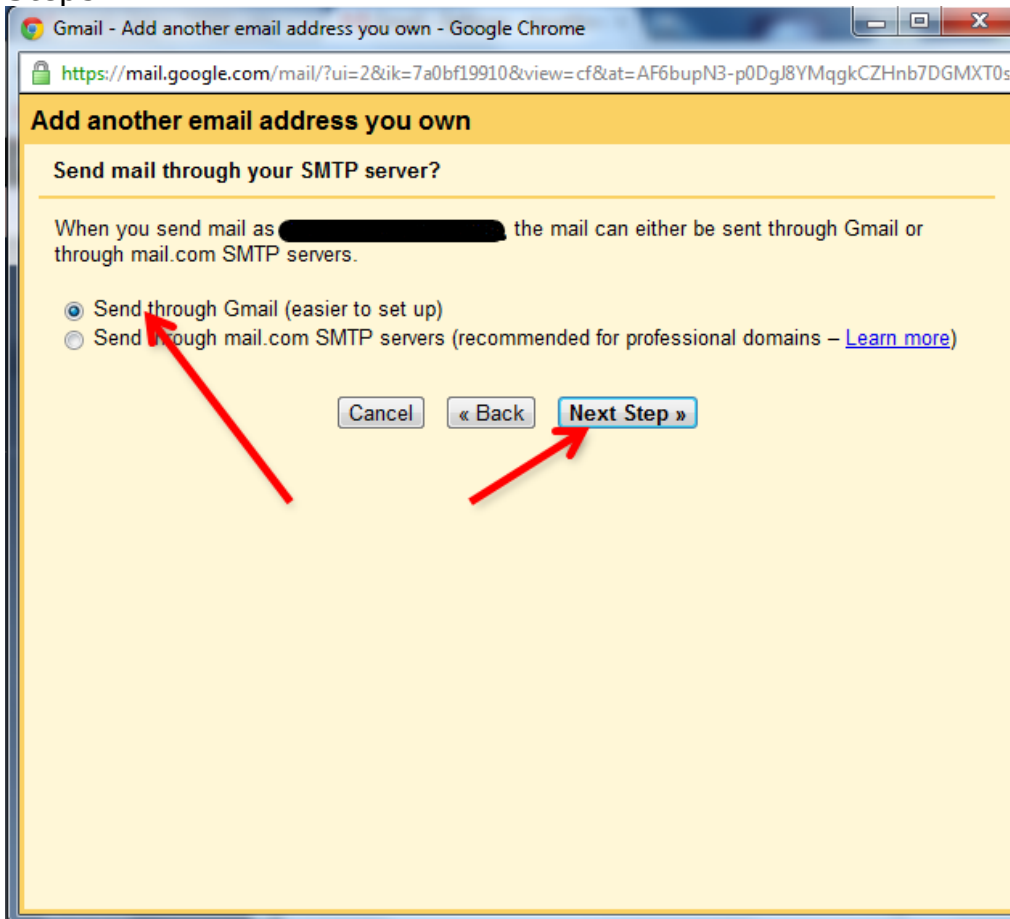 Gmail - Add another email address you own - Google Chrome
https://mail.google.com/mail/?ui=2&ik=7a0bf19910&view=cf&at=AF6bupN3-p0DgJ8YMqgkCZHnb7DGMXT0s
Add another email address you own
Send mail through your SMTP server?
When you send mail as , the mail can either be sent through Gmail or
through mail.com SMTP servers.
Send through Gmail (easier to set up)
Send through mail.com SMTP servers (recommended for professional domains – Learn more)
Cancel « Back Next Step »